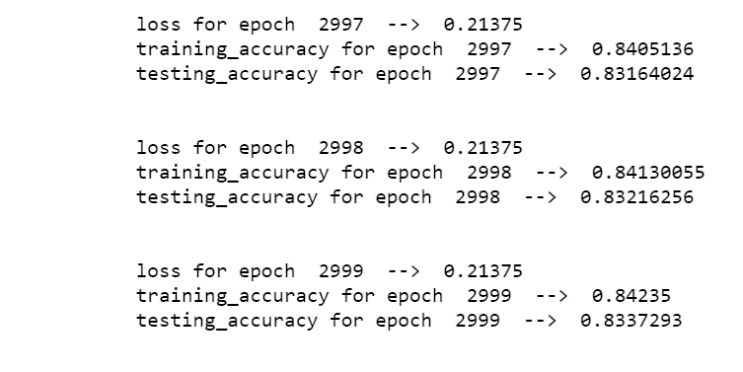 loss for epoch  2997  -->  0.21375
training_accuracy for epoch  2997  -->  0.8405136
testing_accuracy for epoch  2997  -->  0.83164024
loss for epoch  2998  -->  0.21375
training_accuracy for epoch  2998  -->  0.84130055
testing_accuracy for epoch  2998  -->  0.83216256
loss for epoch  2999  -->  0.21375
training_accuracy for epoch  2999  -->  0.84235
testing_accuracy for epoch  2999  -->  0.8337293